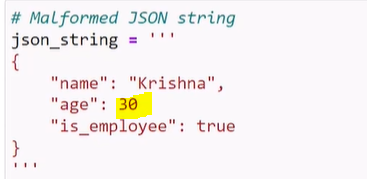 # Malformed JSON string
json_string = '''
{
    "name": "Krishna",
    "age": 30
    "is_employee": true
}
'''